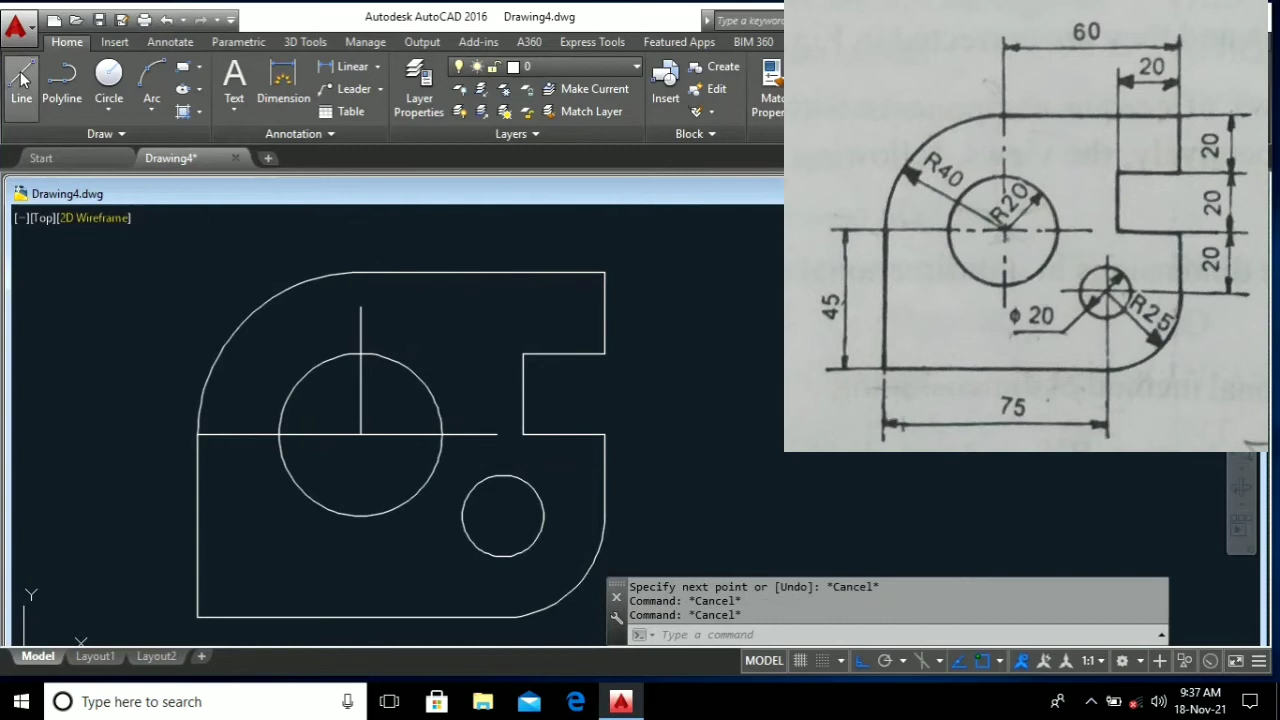 Autodesk AutoCAD 2016 Drawing4.dwg
Type a keywor
Home Insert Annotate Parametric 3D Tools Manage Output Add-ins A360 Express Tools Featured Apps BIM 360
Line Polyline Circle Arc
Text Dimension
Linear
Leader
Table
Layer
Properties
0
Make Current
Match Layer
Insert
Create
Edit
Matc
Proper
Draw Annotation Layers Block
Start Drawing4*
Drawing4.dwg
[−][Top][2D Wireframe]
60
20
R40
R20
20
20
20
45
ϕ 20
R25
75
Y
X
Specify next point or [Undo]: *Cancel*
Command: *Cancel*
Command: *Cancel*
Type a command
Model Layout1 Layout2
MODEL 1:1
Type here to search
9:37 AM
18-Nov-21